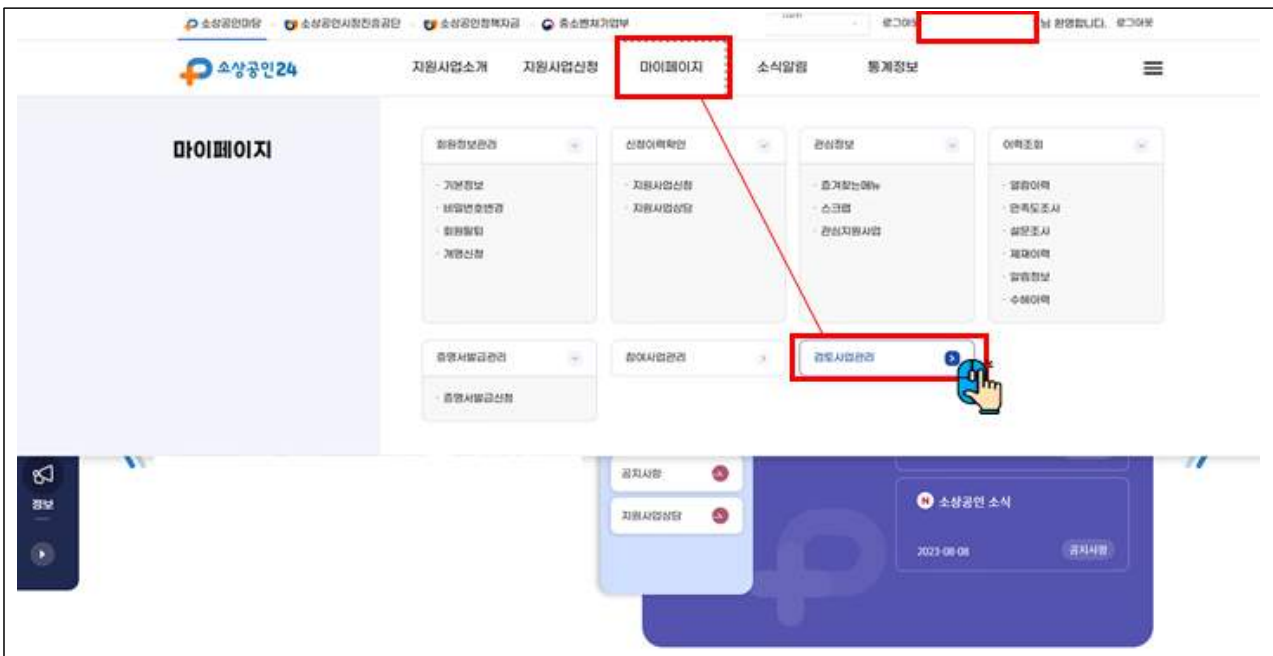 소상공인마당 소상공인시장진흥공단 소상공인정책자금 중소벤처기업부 로그아웃 님 환영합니다. 로그아웃
소상공인24 지원사업소개 지원사업신청 마이페이지 소식알림 통계정보
마이페이지
회원정보관리 신청이력확인 관심정보 이력조회
· 기본정보 · 지원사업신청 · 즐겨찾는메뉴 · 열람이력
· 비밀번호변경 · 지원사업상담 · 스크랩 · 만족도조사
· 회원탈퇴 · 관심지원사업 · 설문조사
· 개명신청 · 제재이력
· 알림정보
· 수혜이력
증명서발급관리 참여사업관리 검토사업관리
· 증명서발급신청
정보
공지사항
지원사업상담
N 소상공인 소식
2023-08-08 공지사항